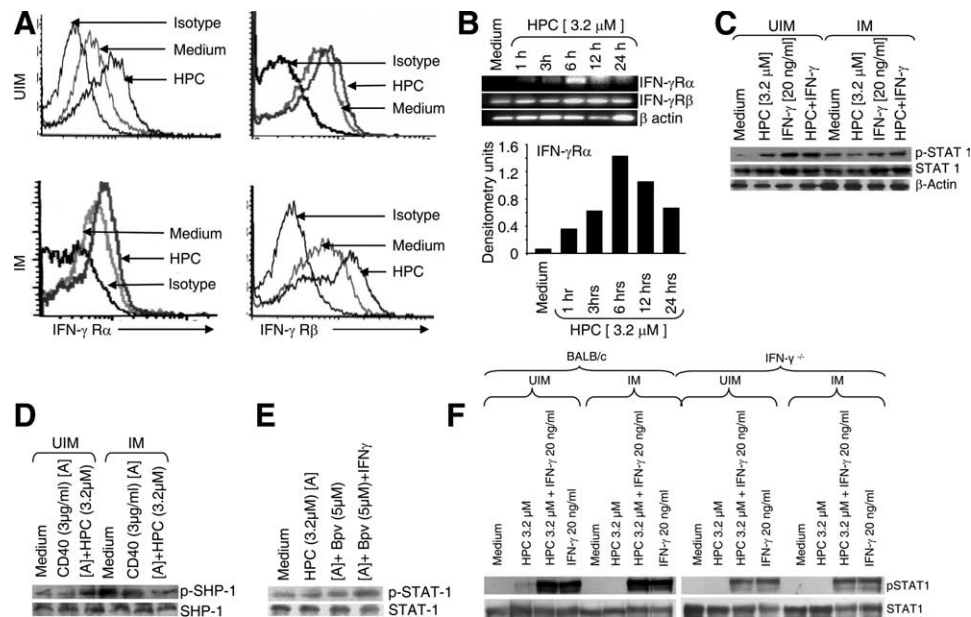 A
UIM
Isotype
Medium
HPC
Isotype
HPC
Medium
IM
Medium
HPC
Isotype
Isotype
Medium
HPC
IFN-γ Rα
IFN-γ Rβ
B
HPC [ 3.2 μM ]
Medium
1 h
3h
6 h
12 h
24 h
IFN-γRα
IFN-γRβ
β actin
IFN-γRα
Densitometry units
1.6
1.2
0.8
0.4
0
Medium
1 hr
3hrs
6 hrs
12 hrs
24 hrs
HPC [ 3.2 μM ]
C
UIM
IM
Medium
HPC [3.2 μM]
IFN-γ [20 ng/ml]
HPC+IFN-γ
Medium
HPC [3.2 μM]
IFN-γ [20 ng/ml]
HPC+IFN-γ
p-STAT 1
STAT 1
β-Actin
D
UIM
IM
Medium
CD40 (3μg/ml) [A]
[A]+HPC (3.2μM)
Medium
CD40 (3μg/ml) [A]
[A]+HPC (3.2μM)
p-SHP-1
SHP-1
E
Medium
HPC (3.2μM) [A]
[A]+ Bpv (5μM)
[A]+ Bpv (5μM)+IFNγ
p-STAT-1
STAT-1
F
BALB/c
IFN-γ -/-
UIM
IM
UIM
IM
Medium
HPC 3.2 μM
HPC 3.2 μM + IFN-γ 20 ng/ml
IFN-γ 20 ng/ml
Medium
HPC 3.2 μM
HPC 3.2 μM + IFN-γ 20 ng/ml
IFN-γ 20 ng/ml
Medium
HPC 3.2 μM
HPC 3.2 μM + IFN-γ 20 ng/ml
IFN-γ 20 ng/ml
Medium
HPC 3.2 μM
HPC 3.2 μM + IFN-γ 20 ng/ml
IFN-γ 20 ng/ml
pSTAT1
STAT1